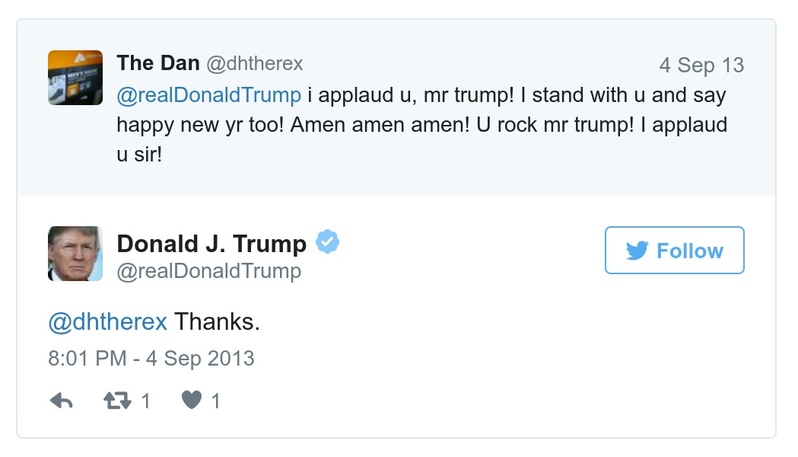 The Dan @dhtherex 4 Sep 13
@realDonaldTrump i applaud u, mr trump! I stand with u and say
happy new yr too! Amen amen amen! U rock mr trump! I applaud
u sir!
Donald J. Trump
@realDonaldTrump
Follow
@dhtherex Thanks.
8:01 PM - 4 Sep 2013
1 1